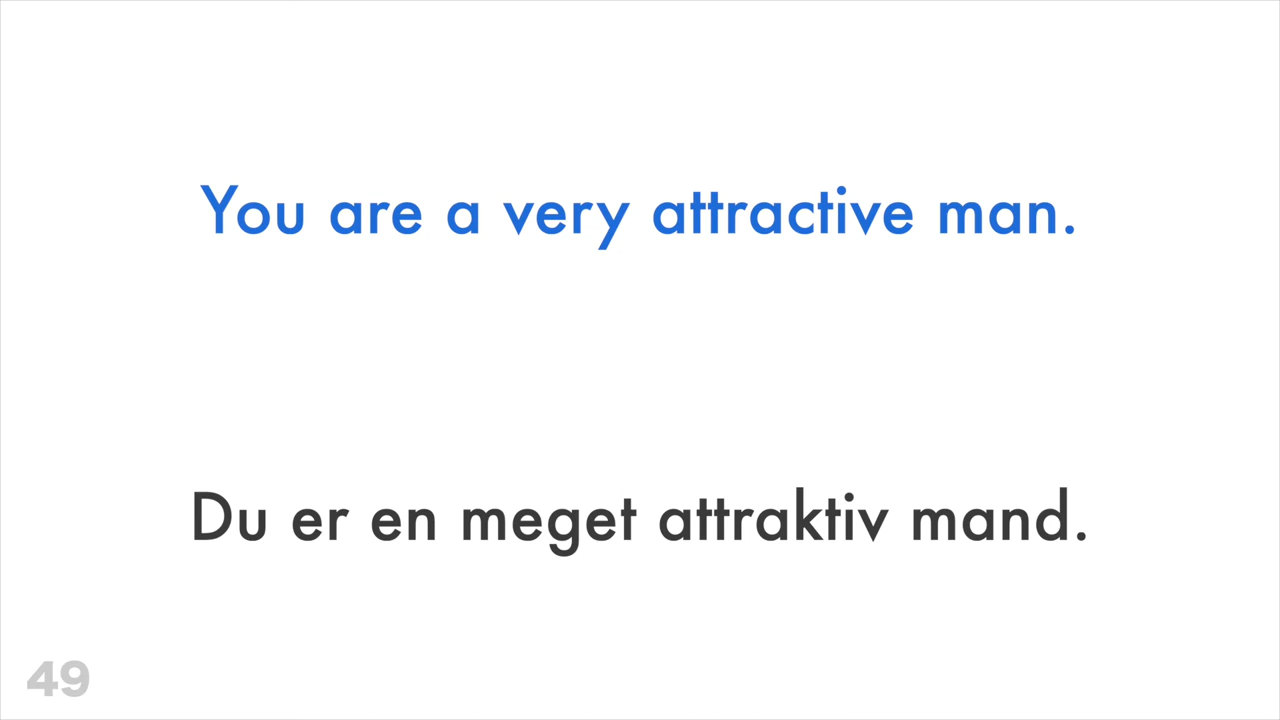 You are a very attractive man.
Du er en meget attraktiv mand.
49